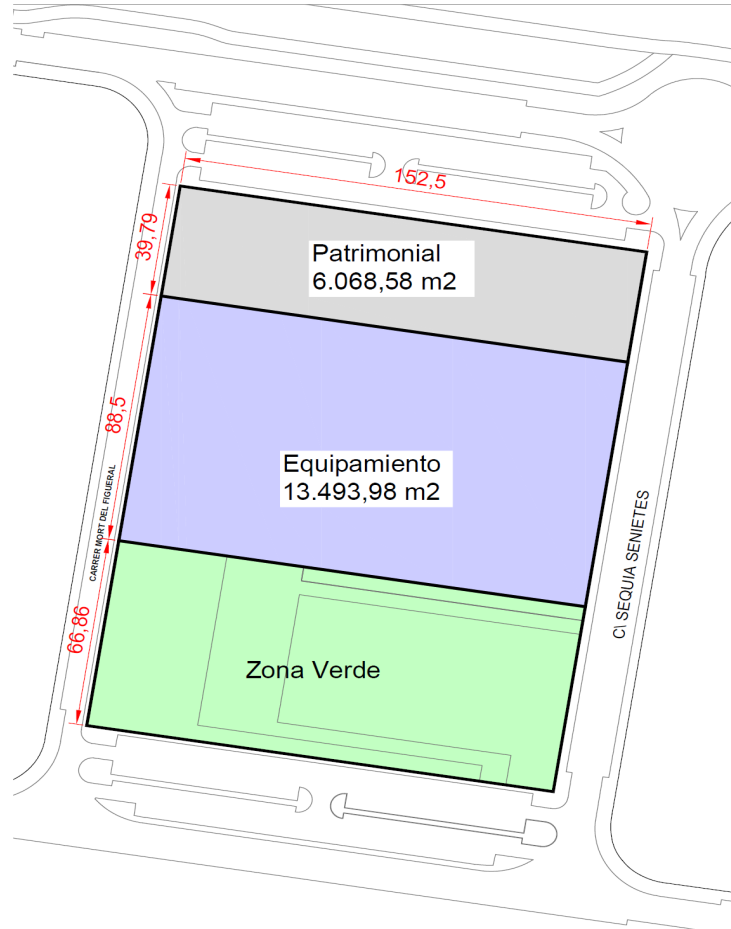 152,5
39,79
Patrimonial
6.068,58 m2
88,5
Equipamiento
13.493,98 m2
CARRER MORT DEL FIGUERAL
C\ SEQUIA SENIETES
66,86
Zona Verde